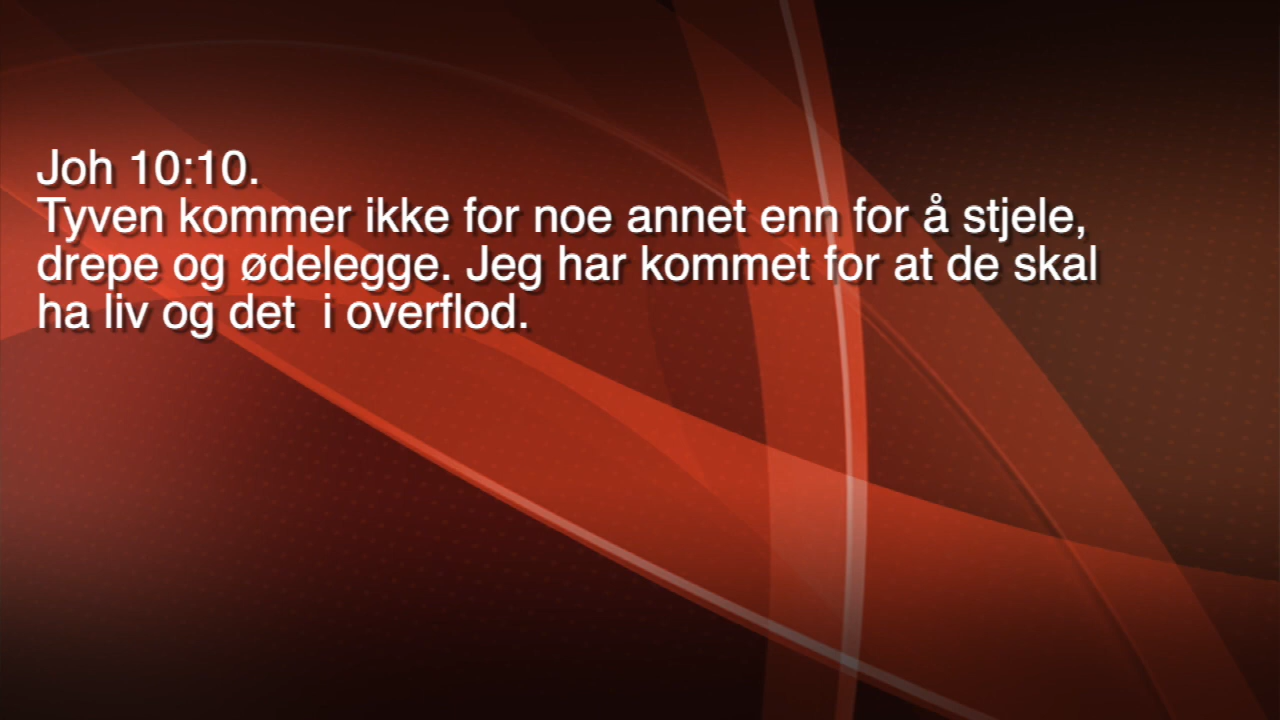 Joh 10:10.
Tyven kommer ikke for noe annet enn for å stjele,
drepe og ødelegge. Jeg har kommet for at de skal
ha liv og det  i overflod.